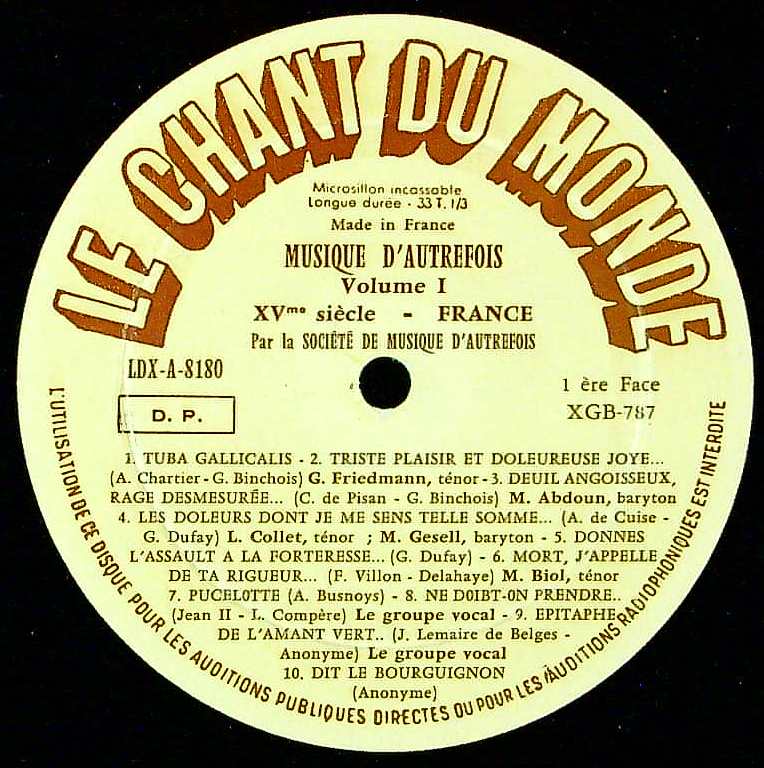 LE CHANT DU MONDE
Microsillon incassable
Longue durée - 33 T. 1/3
Made in France
MUSIQUE D'AUTREFOIS
Volume I
XVme siècle - FRANCE
Par la SOCIÉTÉ DE MUSIQUE D'AUTREFOIS
LDX-A-8180
D. P.
1 ère Face
XGB-787
1. TUBA GALLICALIS - 2. TRISTE PLAISIR ET DOLEUREUSE JOYE...
(A. Chartier - G. Binchois) G. Friedmann, ténor - 3. DEUIL ANGOISSEUX,
RAGE DESMESURÉE... (C. de Pisan - G. Binchois) M. Abdoun, baryton
4. LES DOLEURS DONT JE ME SENS TELLE SOMME... (A. de Cuise -
G. Dufay) L. Collet, ténor ; M. Gesell, baryton - 5. DONNES
L'ASSAULT A LA FORTERESSE... (G. Dufay) - 6. MORT, J'APPELLE
DE TA RIGUEUR... (F. Villon - Delahaye) M. Biol, ténor
7. PUCELOTTE (A. Busnoys) - 8. NE DOIBT-ON PRENDRE..
(Jean II - L. Compère) Le groupe vocal - 9. EPITAPHE
DE L'AMANT VERT.. (J. Lemaire de Belges -
Anonyme) Le groupe vocal
10. DIT LE BOURGUIGNON
(Anonyme)
L'UTILISATION DE CE DISQUE POUR LES AUDITIONS PUBLIQUES DIRECTES OU POUR LES AUDITIONS RADIOPHONIQUES EST INTERDITE